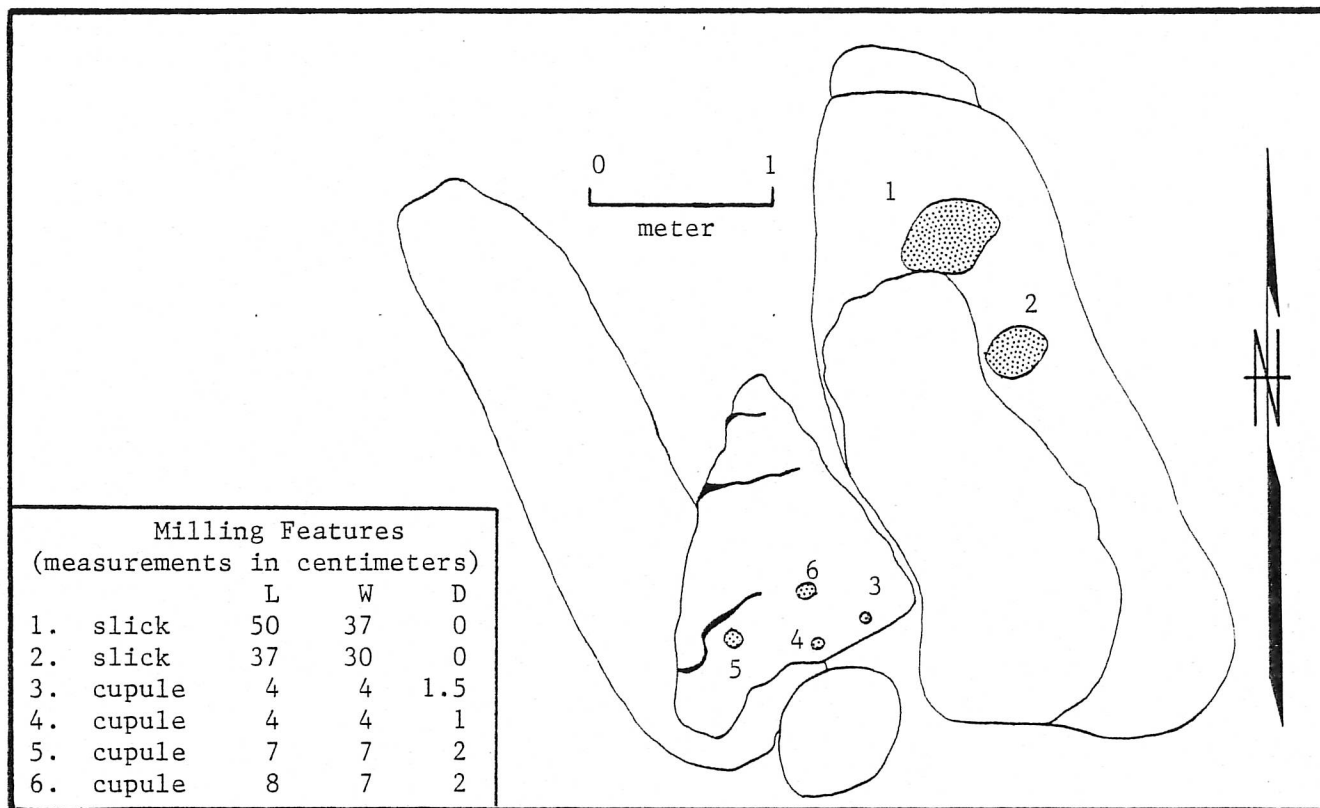 0 1
meter
1
2
6
3
4
5
N
Milling Features
(measurements in centimeters)
L W D
1. slick 50 37 0
2. slick 37 30 0
3. cupule 4 4 1.5
4. cupule 4 4 1
5. cupule 7 7 2
6. cupule 8 7 2